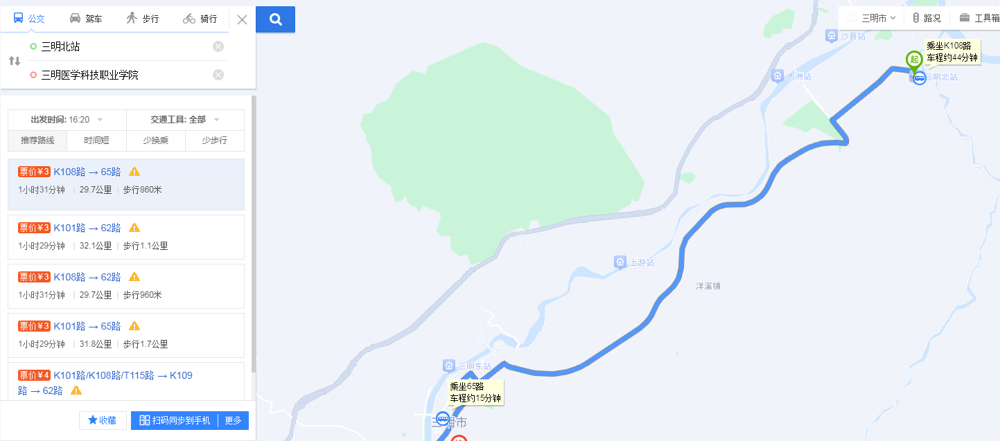 公交 驾车 步行 骑行
三明北站
三明医学科技职业学院
出发时间: 16:20 交通工具: 全部
推荐路线 时间短 少换乘 少步行
票价¥3 K108路 → 65路
1小时31分钟 | 29.7公里 | 步行860米
票价¥3 K101路 → 62路
1小时29分钟 | 32.1公里 | 步行1.1公里
票价¥3 K108路 → 62路
1小时31分钟 | 29.7公里 | 步行960米
票价¥3 K101路 → 65路
1小时29分钟 | 31.8公里 | 步行1.7公里
票价¥4 K101路/K108路/T115路 → K109
路 → 62路
收藏 扫码同步到手机 更多
三明市 路况 工具箱
沙县站
乘坐K108路
车程约44分钟
起
三明北站
大洲站
上游站
洋溪镇
三明东站
乘坐65路
车程约15分钟
三明市